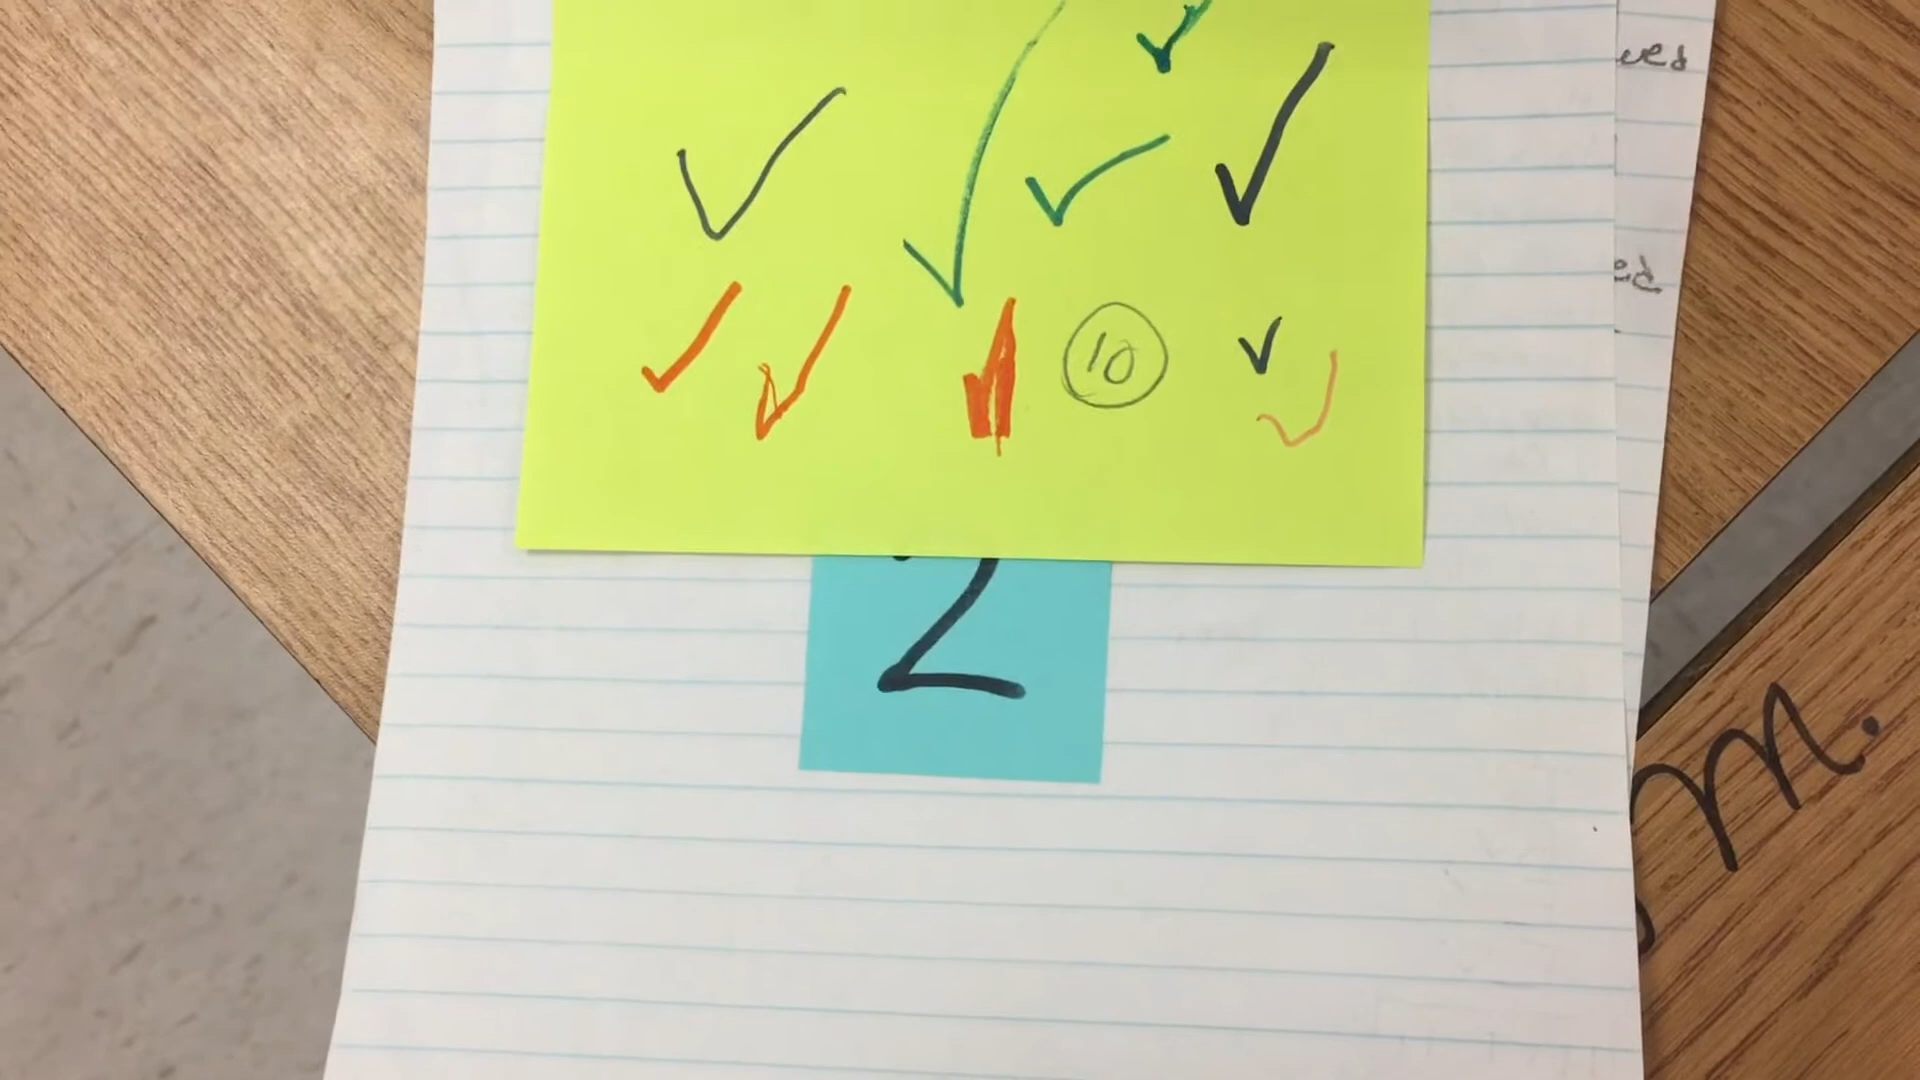 ✓ ✓ ✓ ✓ ✓
✓ ✓ ✓ 10 ✓ ✓
2
m.